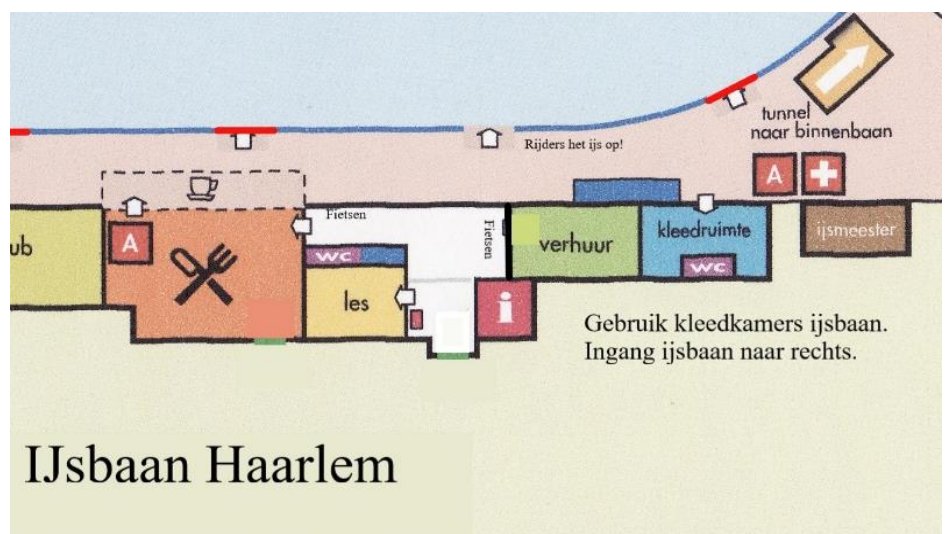 tunnel
naar binnenbaan
Rijders het ijs op!
A
A
ub
Fietsen
Fietsen
wc
les
i
verhuur
kleedruimte
wc
ijsmeester
Gebruik kleedkamers ijsbaan.
Ingang ijsbaan naar rechts.
IJsbaan Haarlem